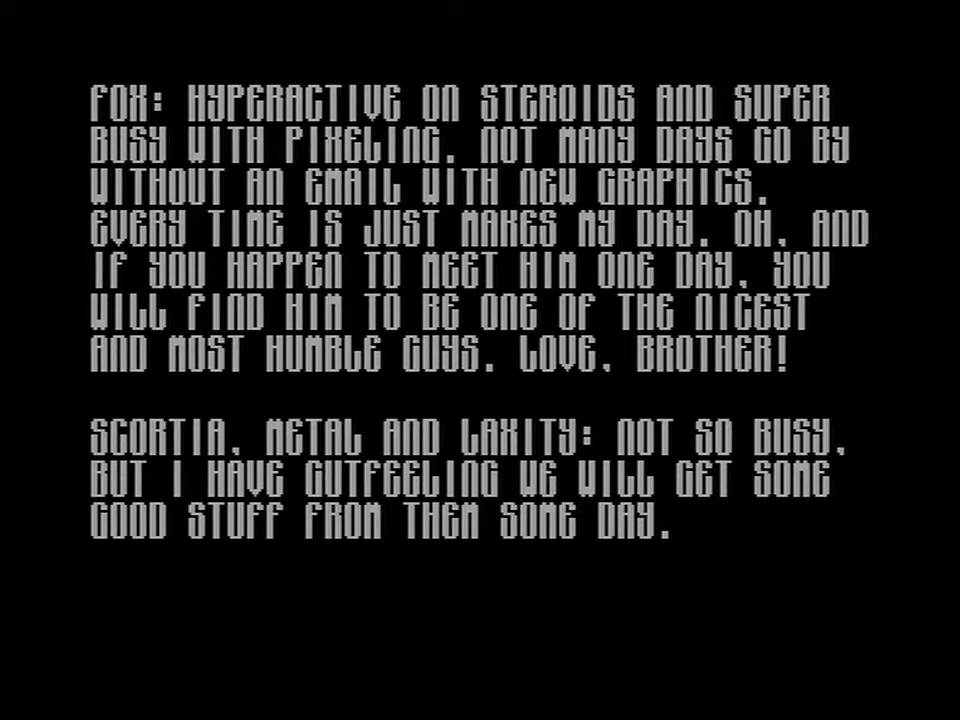 FOX: HYPERACTIVE ON STEROIDS AND SUPER
BUSY WITH PIXELING. NOT MANY DAYS GO BY
WITHOUT AN EMAIL WITH NEW GRAPHICS.
EVERY TIME IS JUST MAKES MY DAY. OH, AND
IF YOU HAPPEN TO MEET HIM ONE DAY, YOU
WILL FIND HIM TO BE ONE OF THE NICEST
AND MOST HUMBLE GUYS. LOVE, BROTHER!
SCORTIA, METAL AND LAXITY: NOT SO BUSY,
BUT I HAVE GUTFEELING WE WILL GET SOME
GOOD STUFF FROM THEM SOME DAY.